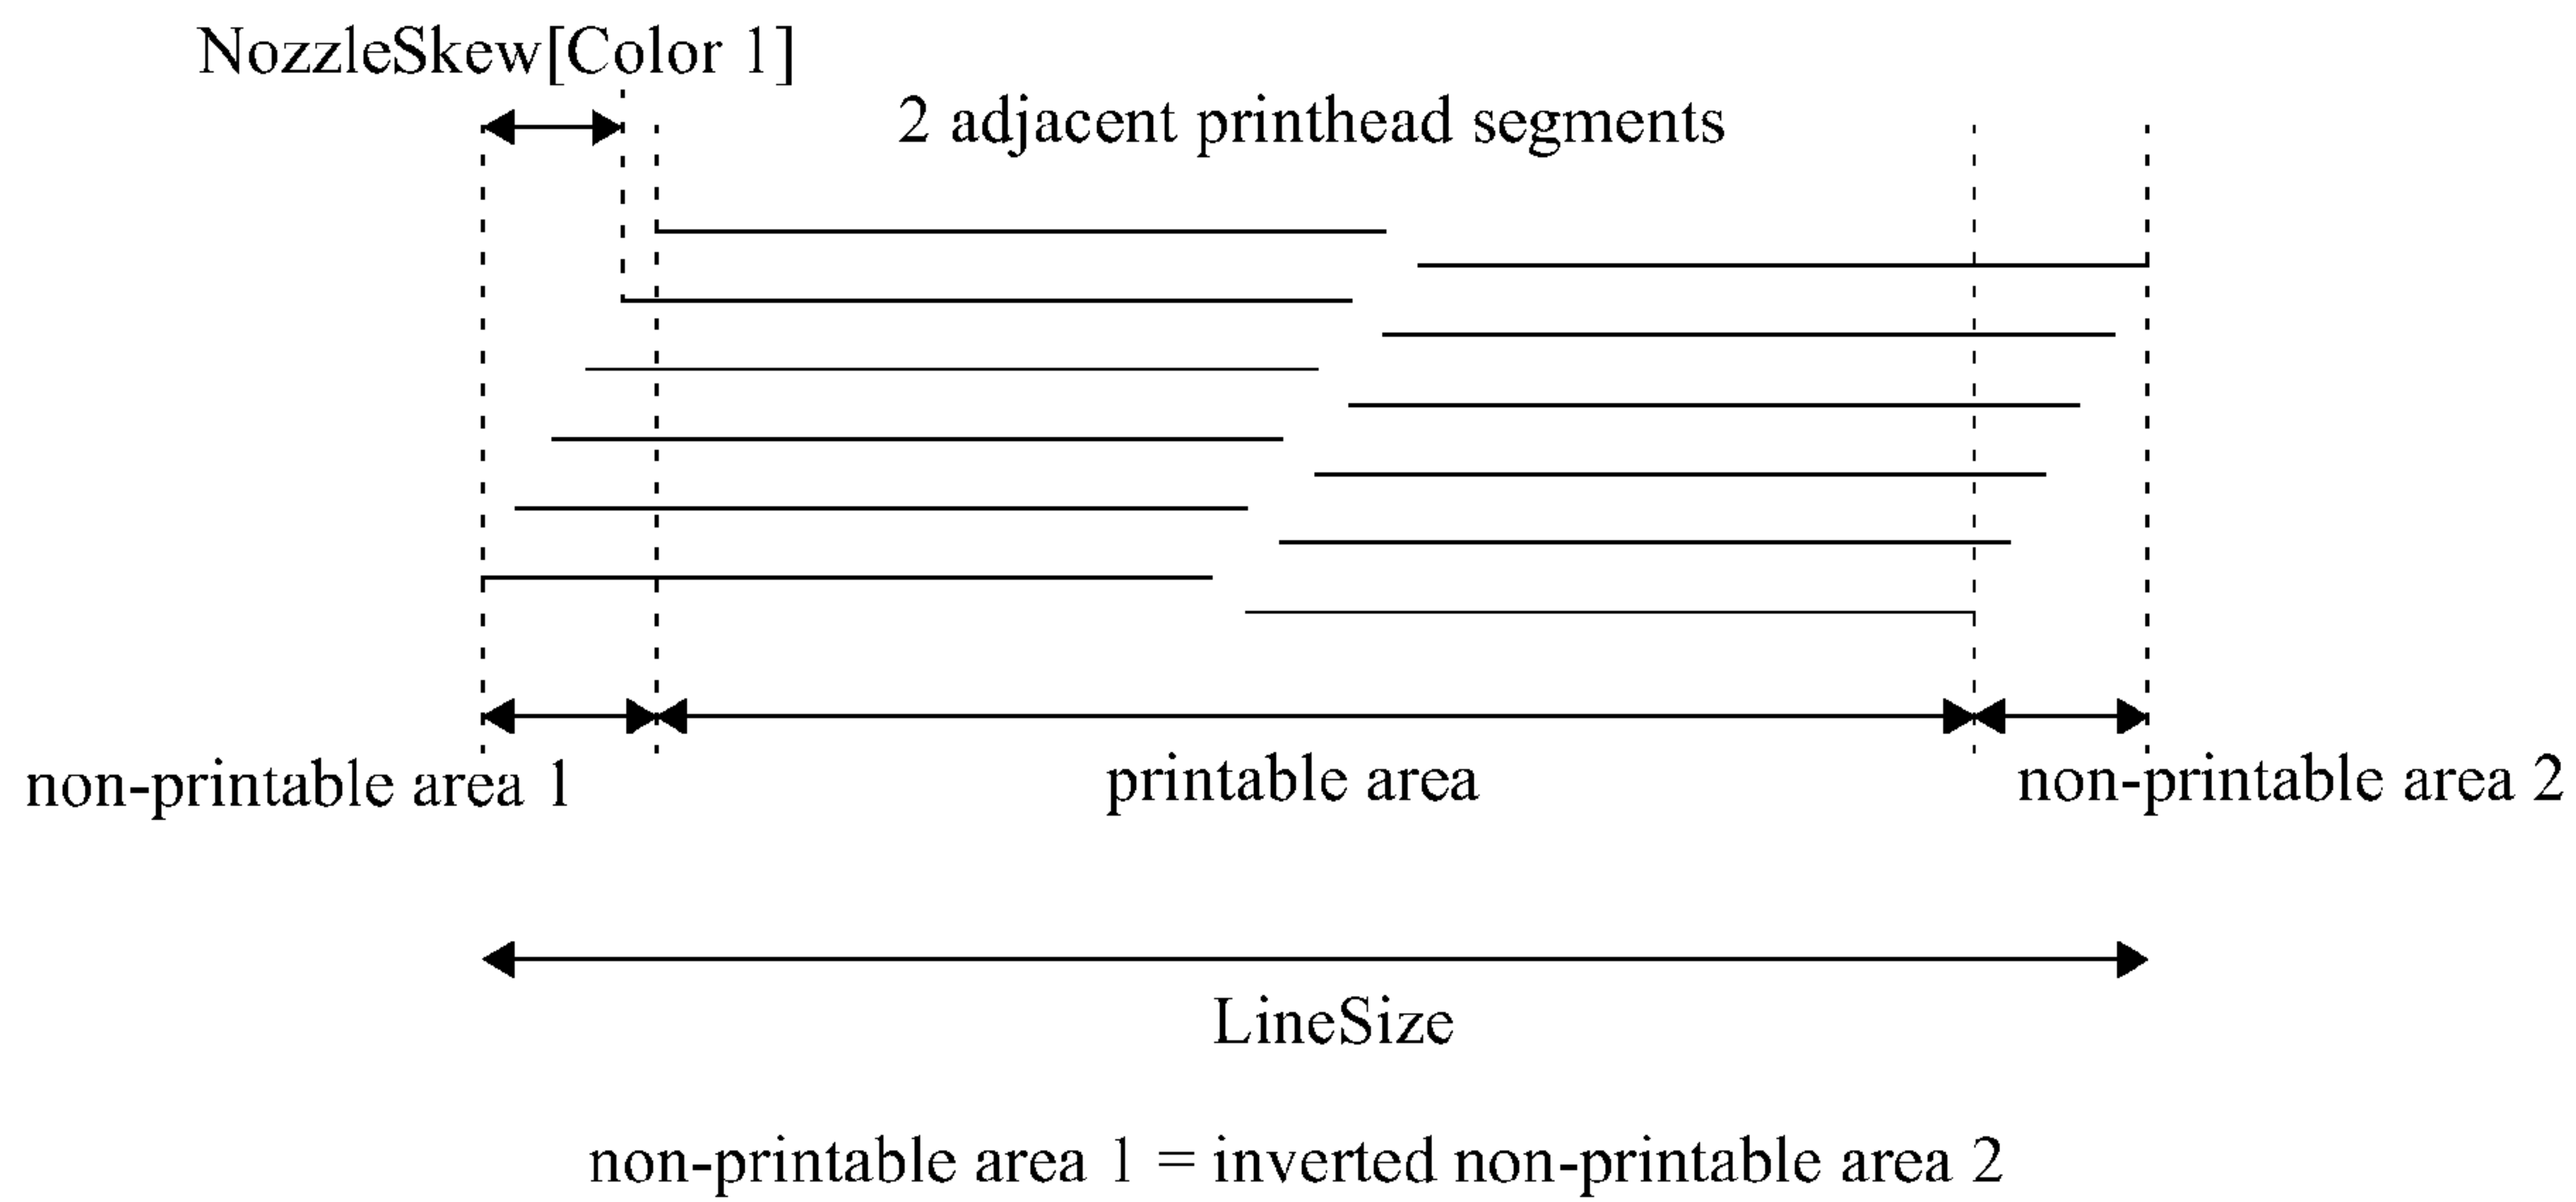 NozzleSkew[Color 1]
2 adjacent printhead segments
non-printable area 1
printable area
non-printable area 2
LineSize
non-printable area 1 = inverted non-printable area 2